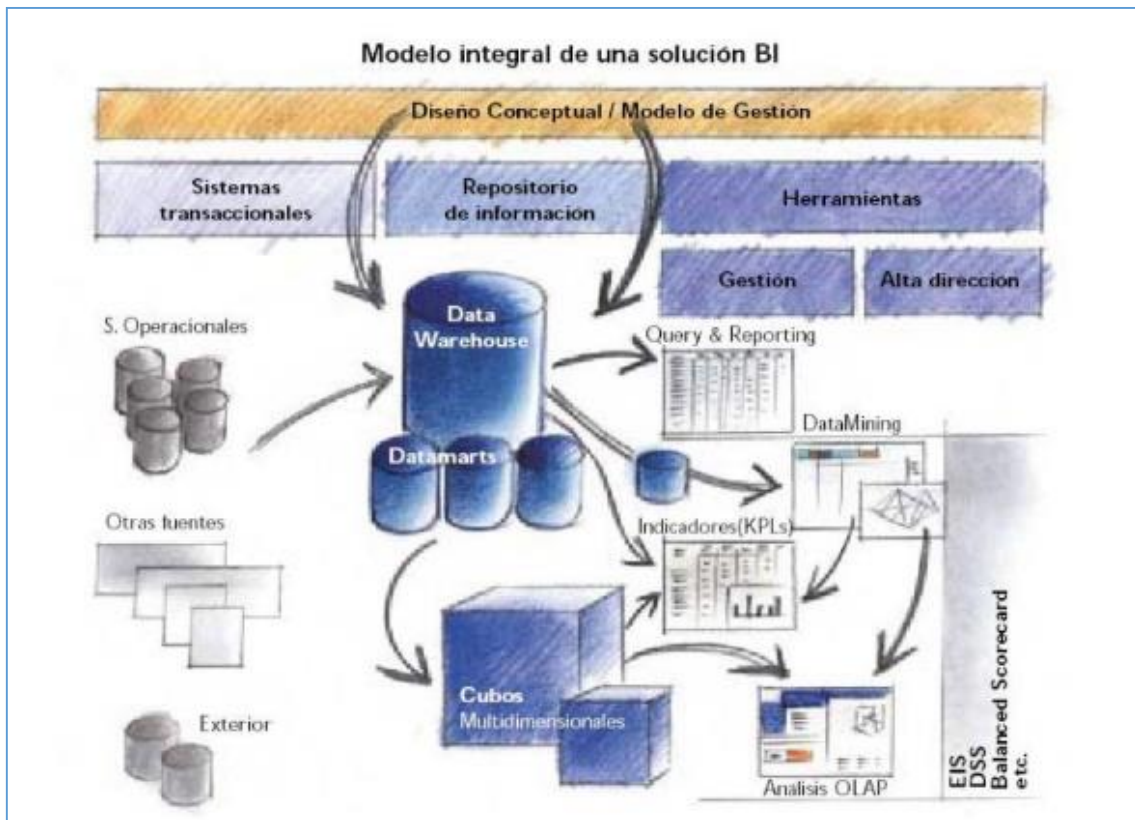 Modelo integral de una solución BI
Diseño Conceptual / Modelo de Gestión
Sistemas
transaccionales
Repositorio
de información
Herramientas
Gestión
Alta dirección
S. Operacionales
Data
Warehouse
Query & Reporting
DataMining
Datamarts
Otras fuentes
Indicadores(KPLs)
Cubos
Multidimensionales
Exterior
Análisis OLAP
EIS
DSS
Balanced Scorecard
etc.